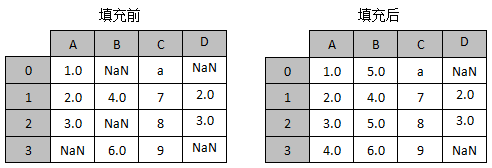 填充前 填充后
A B C D A B C D
0 1.0 NaN a NaN 0 1.0 5.0 a NaN
1 2.0 4.0 7 2.0 1 2.0 4.0 7 2.0
2 3.0 NaN 8 3.0 2 3.0 5.0 8 3.0
3 NaN 6.0 9 NaN 3 4.0 6.0 9 NaN